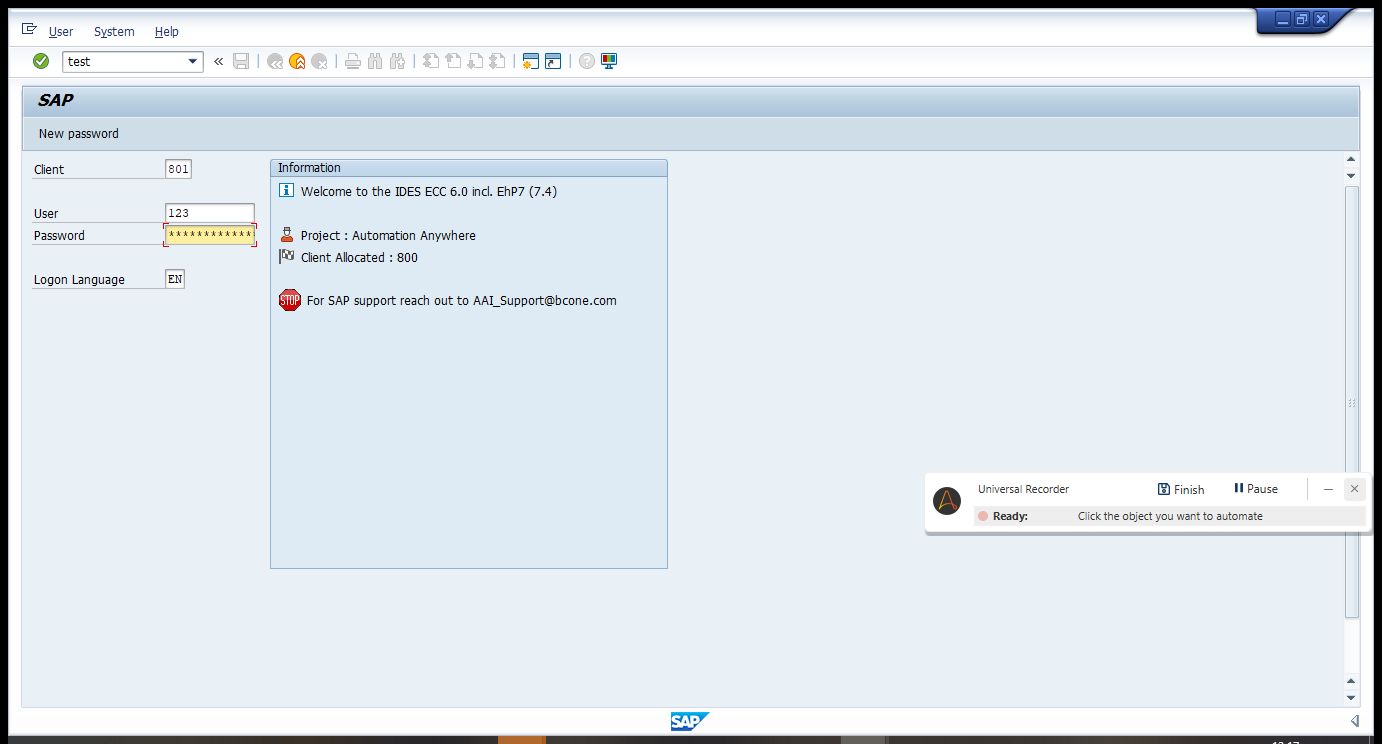 User System Help
test
SAP
New password
Client 801
Information
Welcome to the IDES ECC 6.0 incl. EhP7 (7.4)
User 123
Password ************
Project : Automation Anywhere
Client Allocated : 800
Logon Language EN
STOP For SAP support reach out to AAI_Support@bcone.com
Universal Recorder Finish Pause
Ready: Click the object you want to automate
SAP